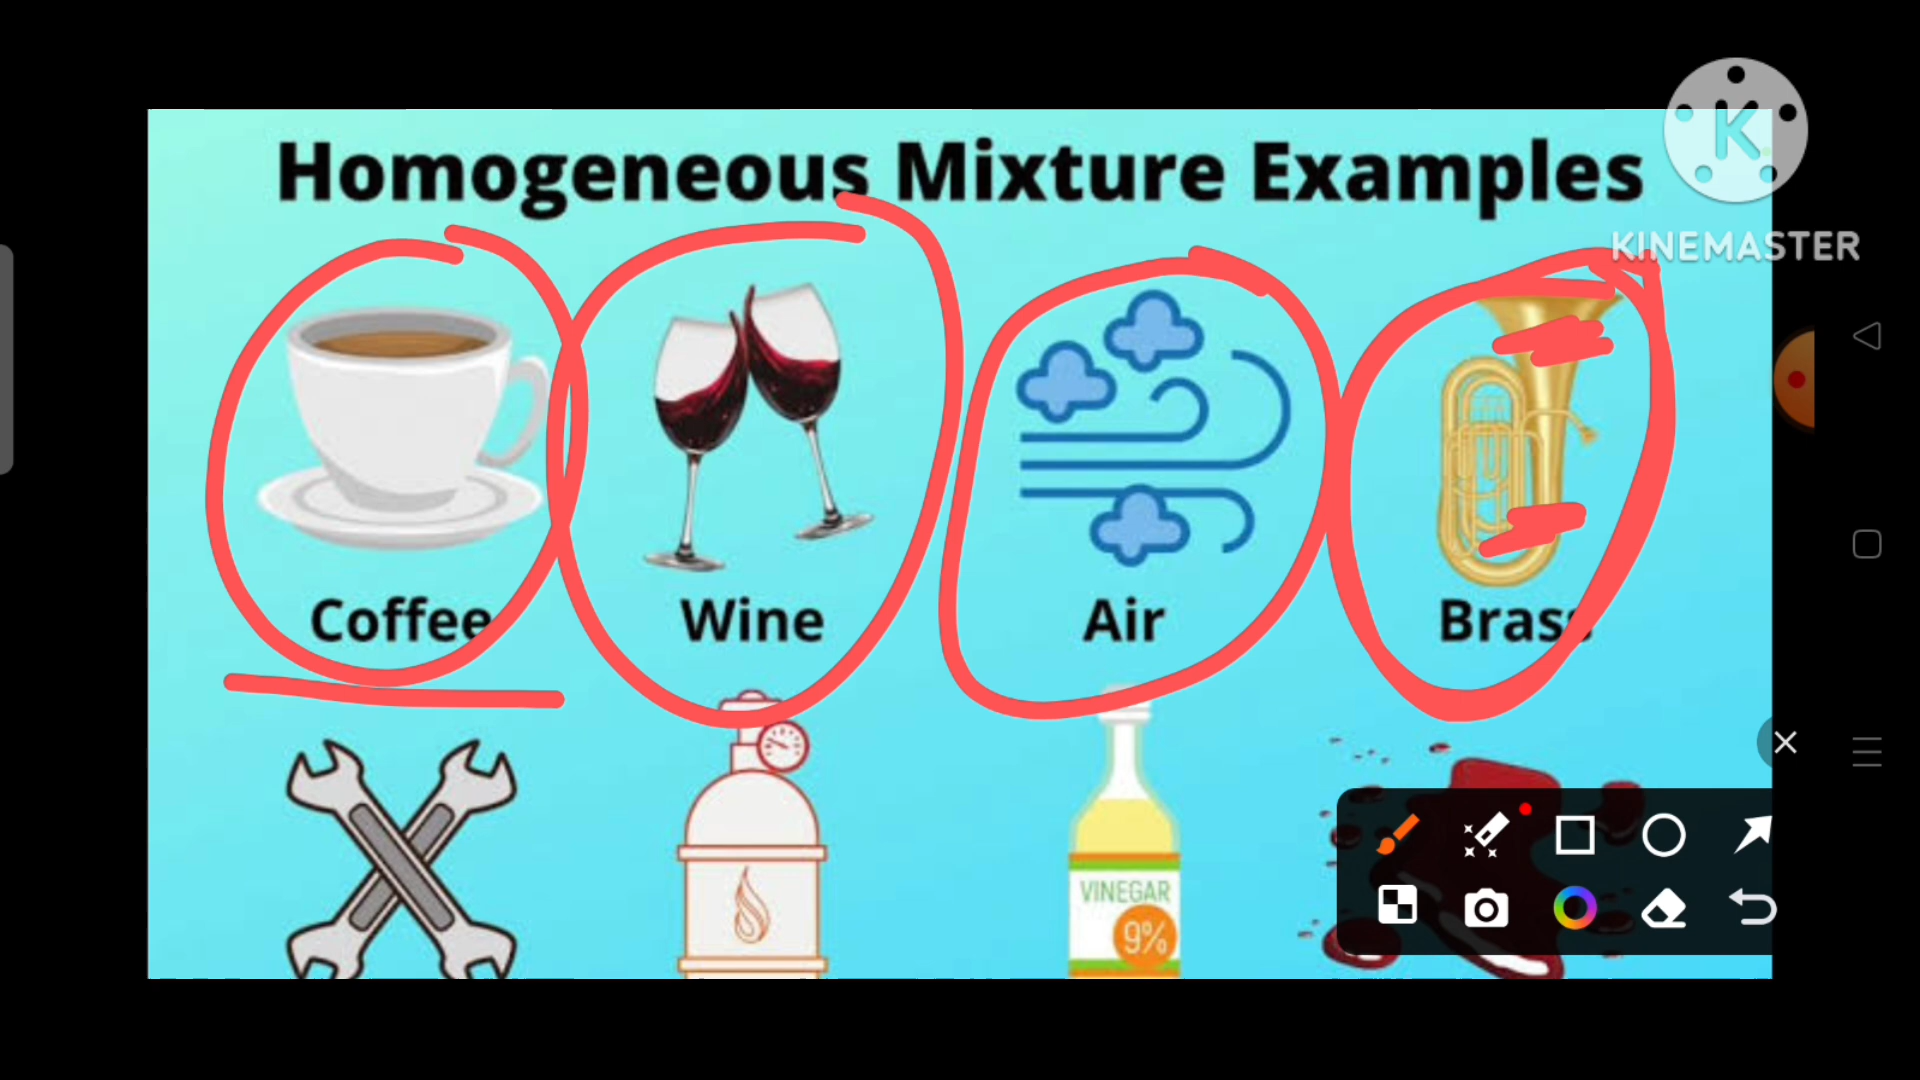 Homogeneous Mixture Examples
K
KINEMASTER
Coffee
Wine
Air
Brass
VINEGAR
9%